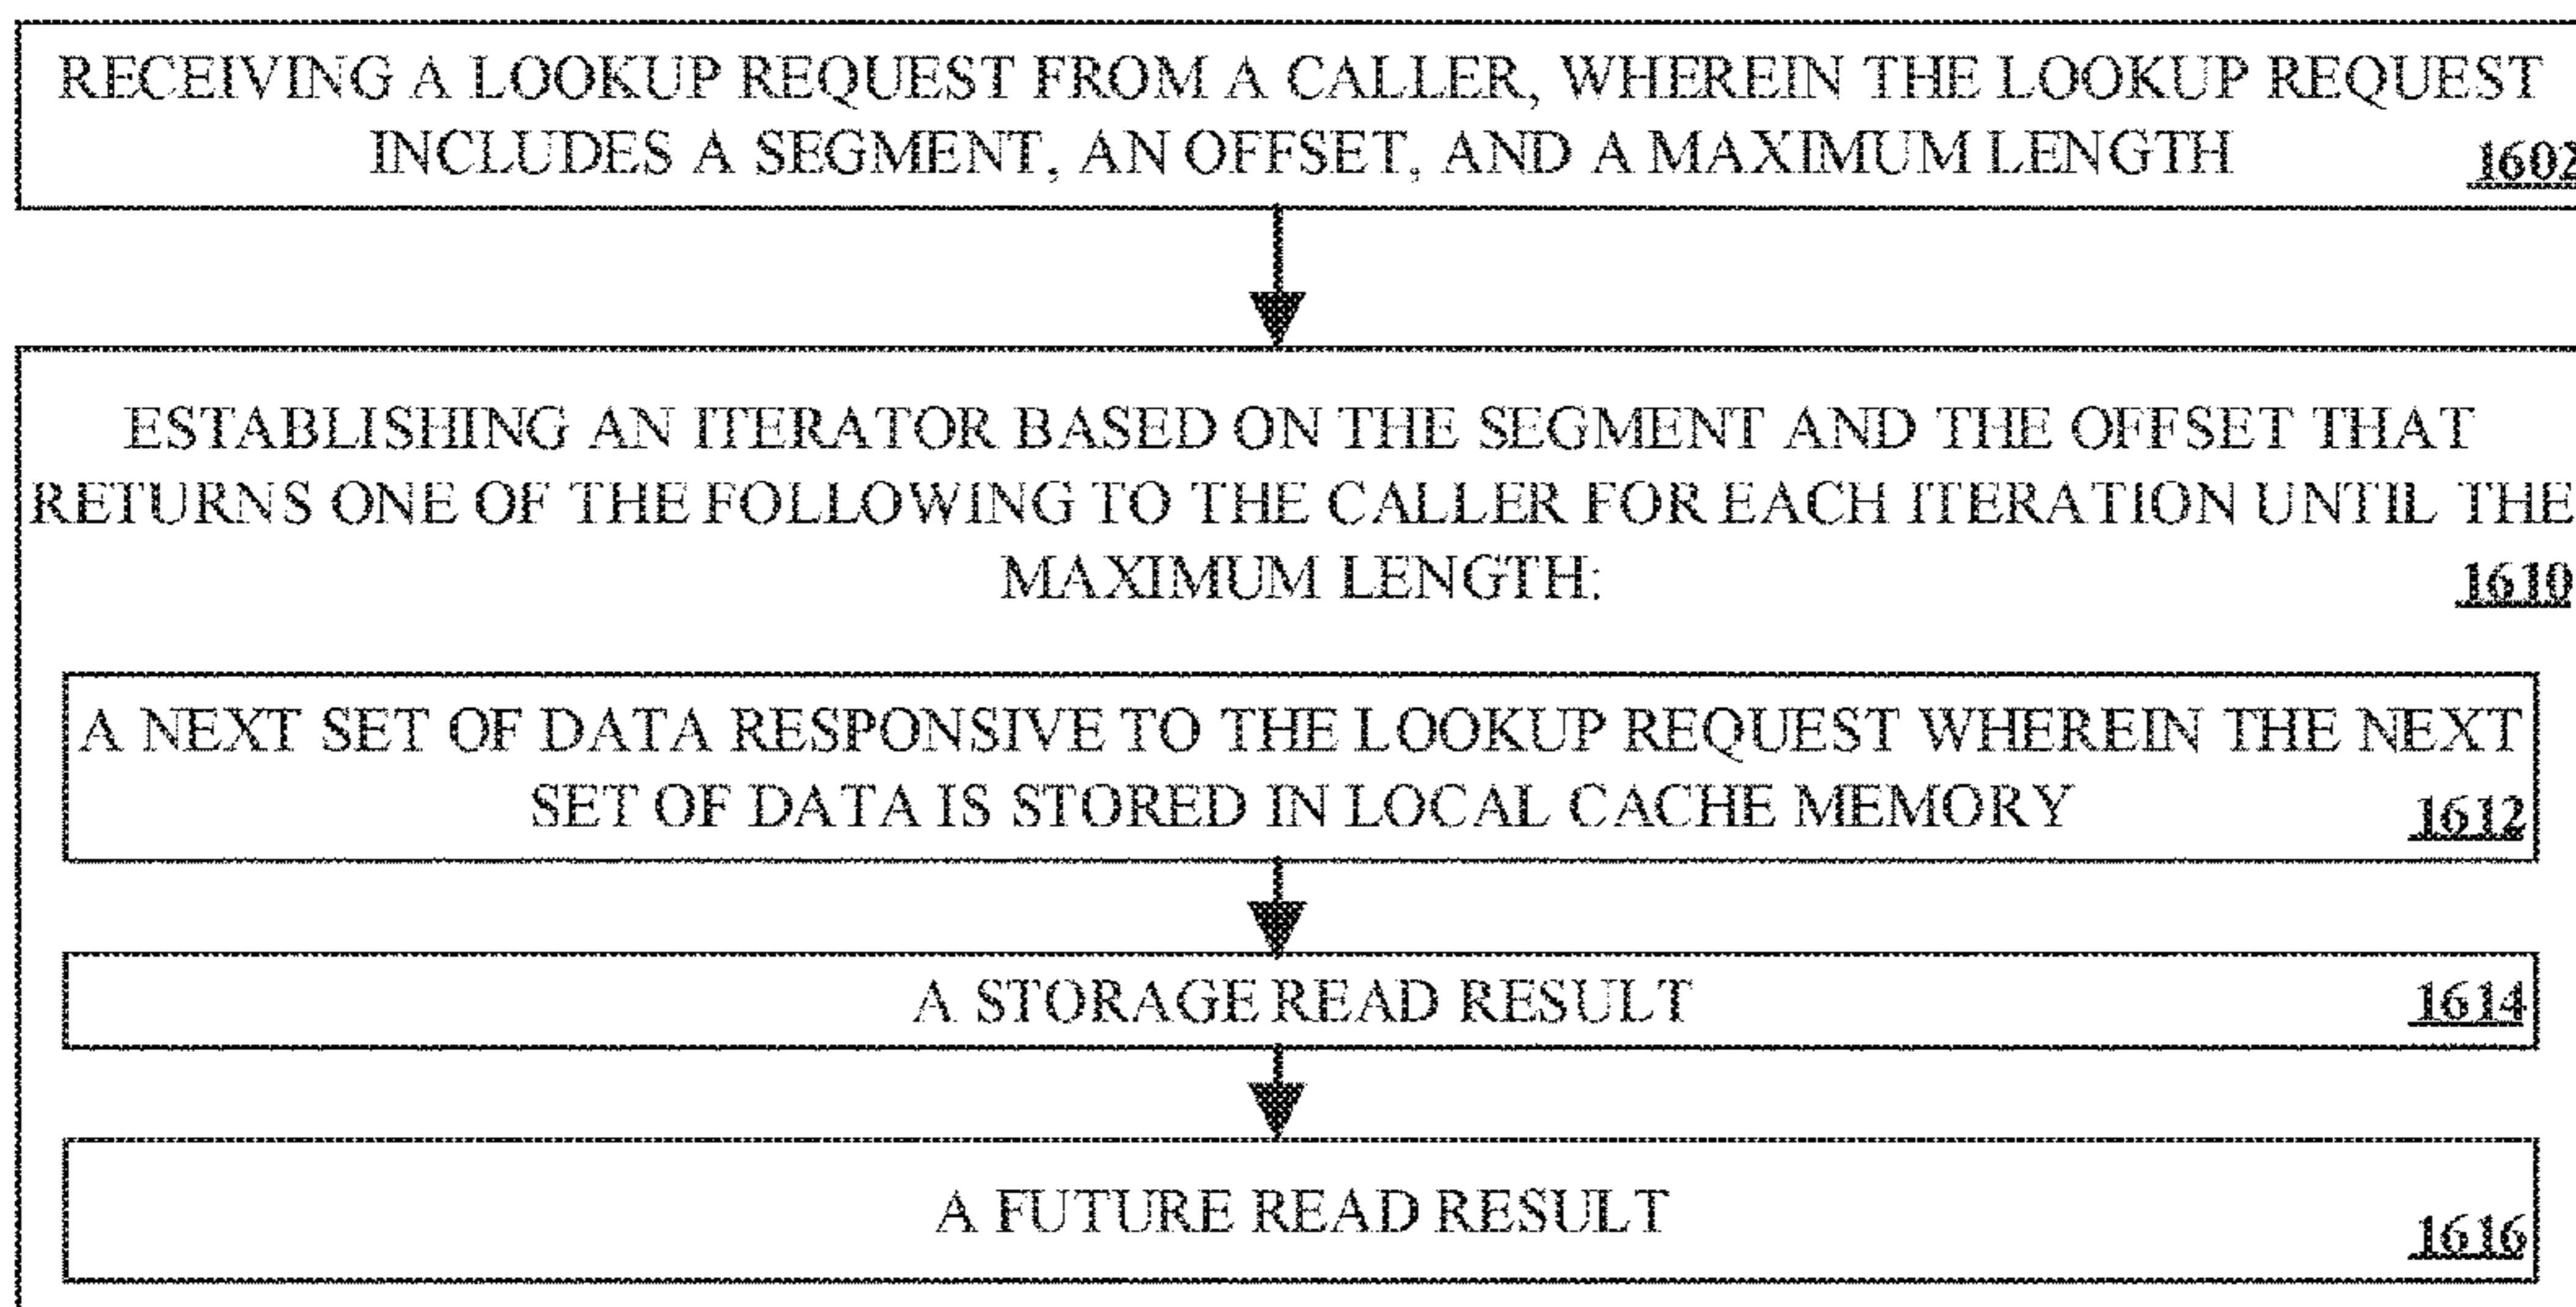 RECEIVING A LOOKUP REQUEST FROM A CALLER, WHEREIN THE LOOKUP REQUEST
INCLUDES A SEGMENT, AN OFFSET, AND A MAXIMUM LENGTH 1602
ESTABLISHING AN ITERATOR BASED ON THE SEGMENT AND THE OFFSET THAT
RETURNS ONE OF THE FOLLOWING TO THE CALLER FOR EACH ITERATION UNTIL THE
MAXIMUM LENGTH: 1610
A NEXT SET OF DATA RESPONSIVE TO THE LOOKUP REQUEST WHEREIN THE NEXT
SET OF DATA IS STORED IN LOCAL CACHE MEMORY 1612
A STORAGE READ RESULT 1614
A FUTURE READ RESULT 1616